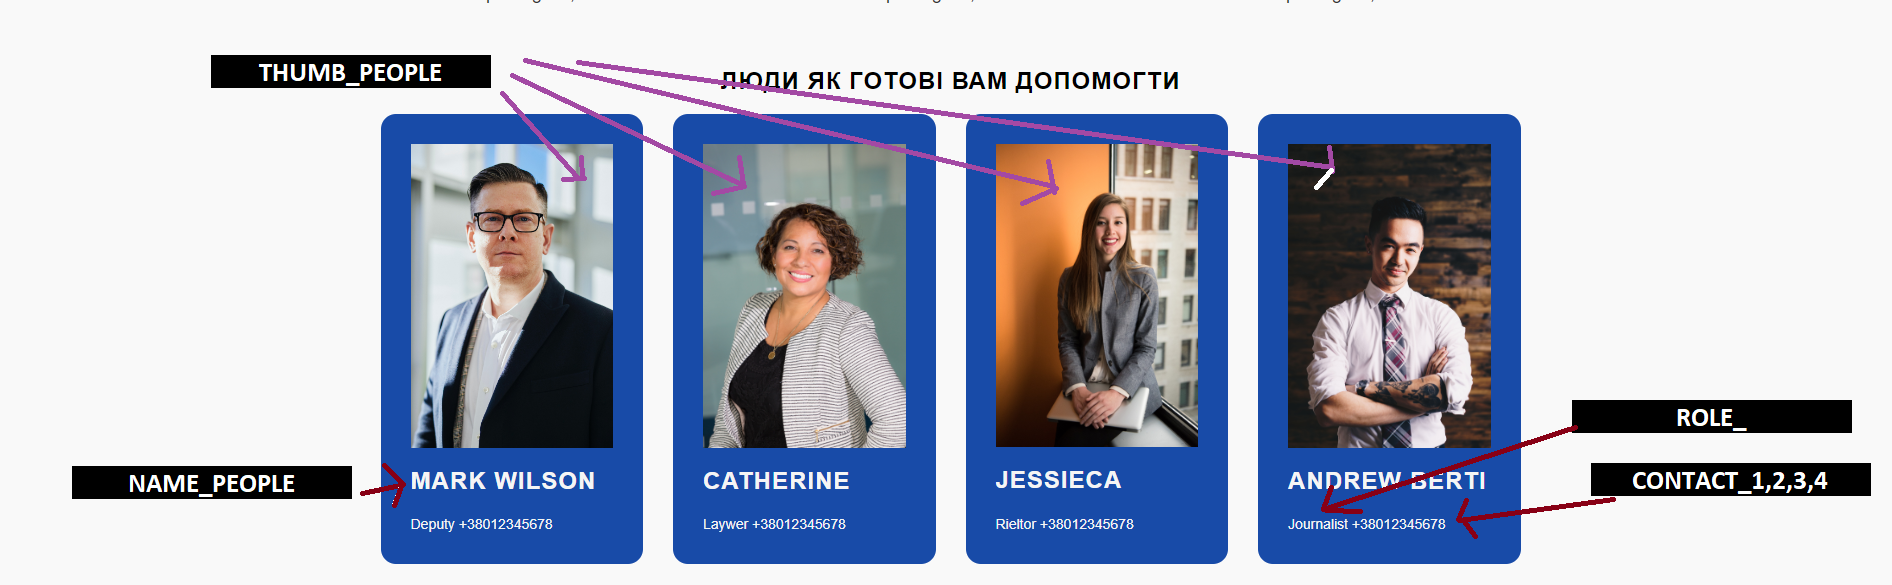 THUMB_PEOPLE
ЛЮДИ ЯК ГОТОВІ ВАМ ДОПОМОГТИ
ROLE_
NAME_PEOPLE
MARK WILSON
CATHERINE
JESSIECA
ANDREW BERTI
CONTACT_1,2,3,4
Deputy +38012345678
Laywer +38012345678
Rieltor +38012345678
Journalist +38012345678